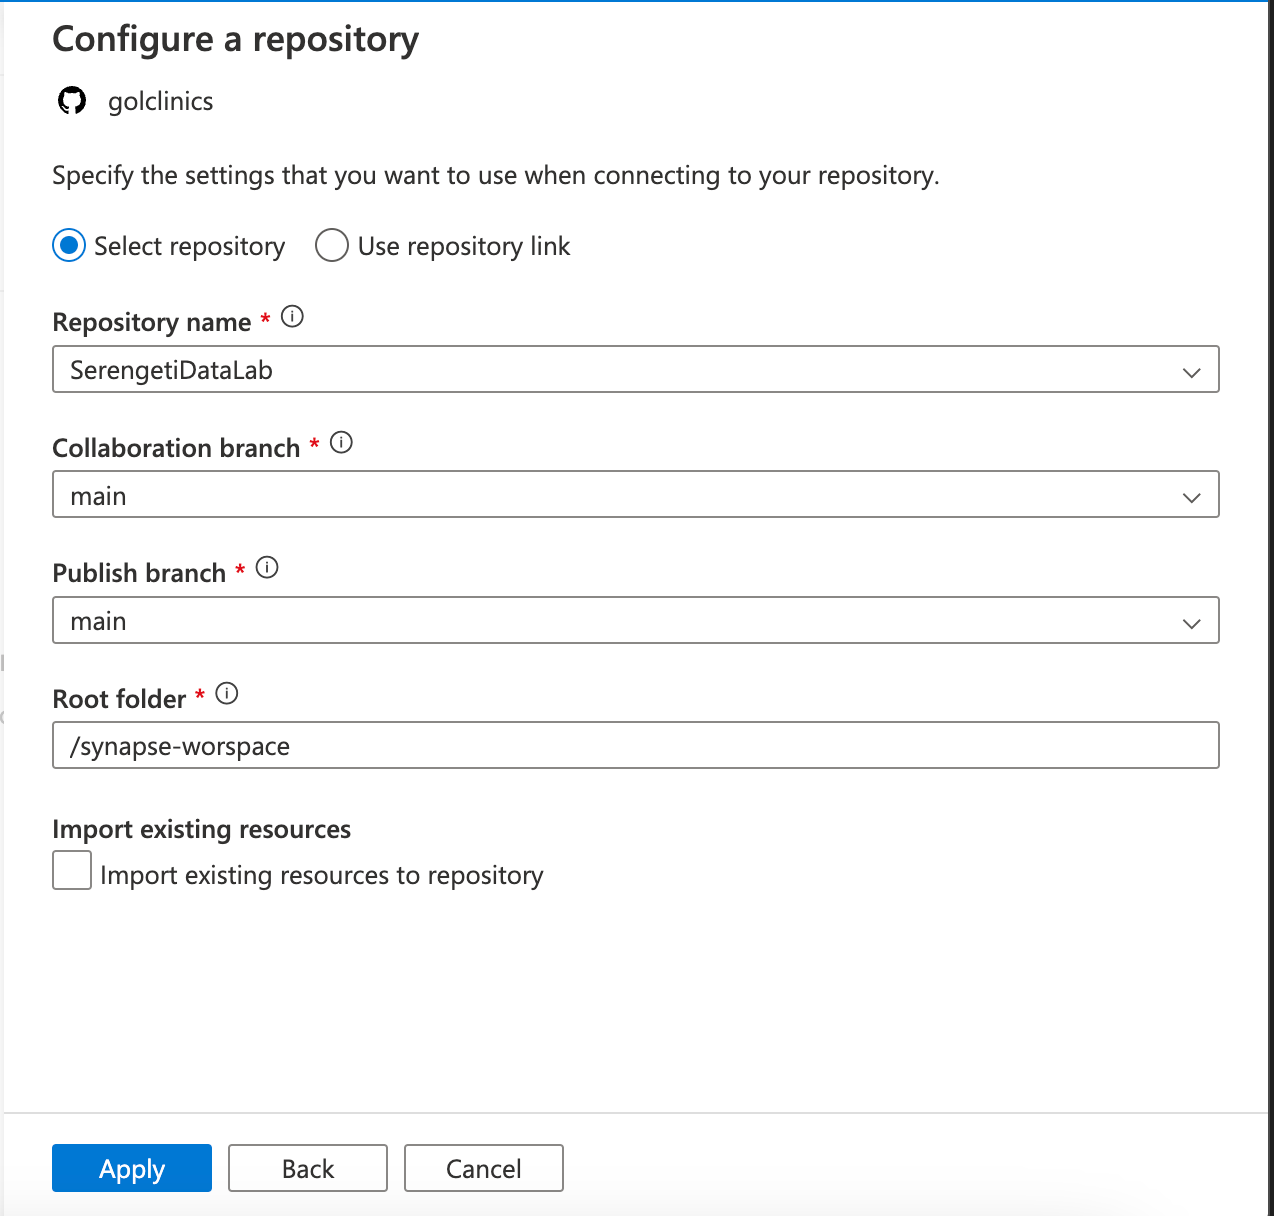 Configure a repository
golclinics
Specify the settings that you want to use when connecting to your repository.
Select repository Use repository link
Repository name *
SerengetiDataLab
Collaboration branch *
main
Publish branch *
main
Root folder *
/synapse-worspace
Import existing resources
Import existing resources to repository
Apply Back Cancel